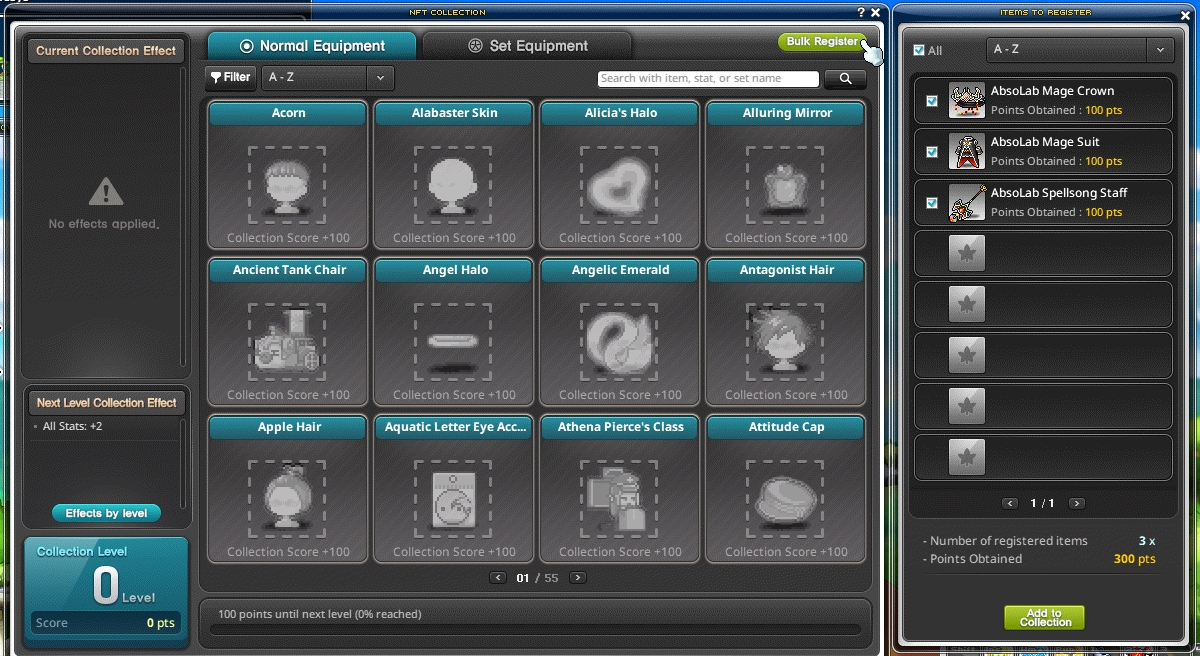 NFT COLLECTION
?
Current Collection Effect
No effects applied.
Next Level Collection Effect
All Stats: +2
Effects by level
Collection Level
0 Level
Score 0 pts
Normal Equipment
Set Equipment
Bulk Register
Filter
A - Z
Search with item, stat, or set name
Acorn
Collection Score +100
Alabaster Skin
Collection Score +100
Alicia's Halo
Collection Score +100
Alluring Mirror
Collection Score +100
Ancient Tank Chair
Collection Score +100
Angel Halo
Collection Score +100
Angelic Emerald
Collection Score +100
Antagonist Hair
Collection Score +100
Apple Hair
Collection Score +100
Aquatic Letter Eye Acc...
Collection Score +100
Athena Pierce's Class
Collection Score +100
Attitude Cap
Collection Score +100
01 / 55
100 points until next level (0% reached)
ITEMS TO REGISTER
All
A - Z
AbsoLab Mage Crown
Points Obtained : 100 pts
AbsoLab Mage Suit
Points Obtained : 100 pts
AbsoLab Spellsong Staff
Points Obtained : 100 pts
1 / 1
- Number of registered items 3 x
- Points Obtained 300 pts
Add to
Collection